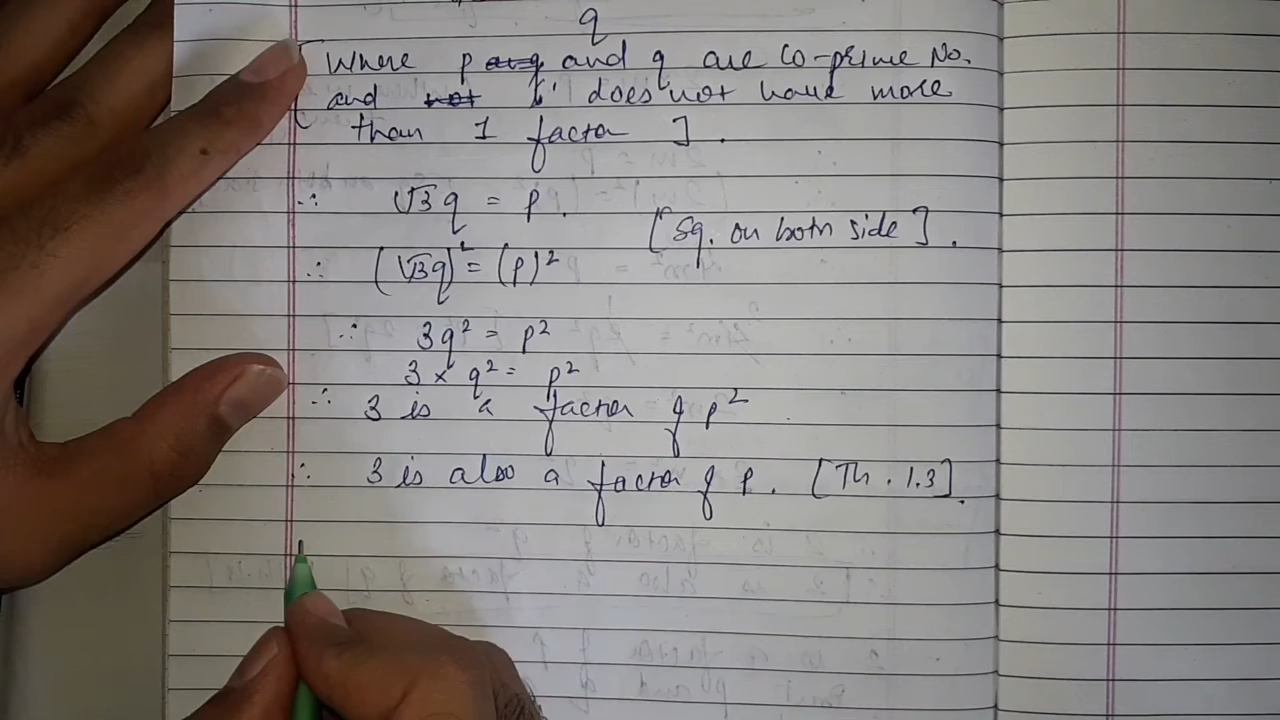 q
[ Where p and q are Co-prime No.
and it does not have more
than 1 factor ].
∴ √3q = p.
[ Sq. on both side ].
∴ (√3q)² = (p)²
∴ 3q² = p²
3 × q² = p²
∴ 3 is a factor of p²
∴ 3 is also a factor of p. [Th. 1.3].